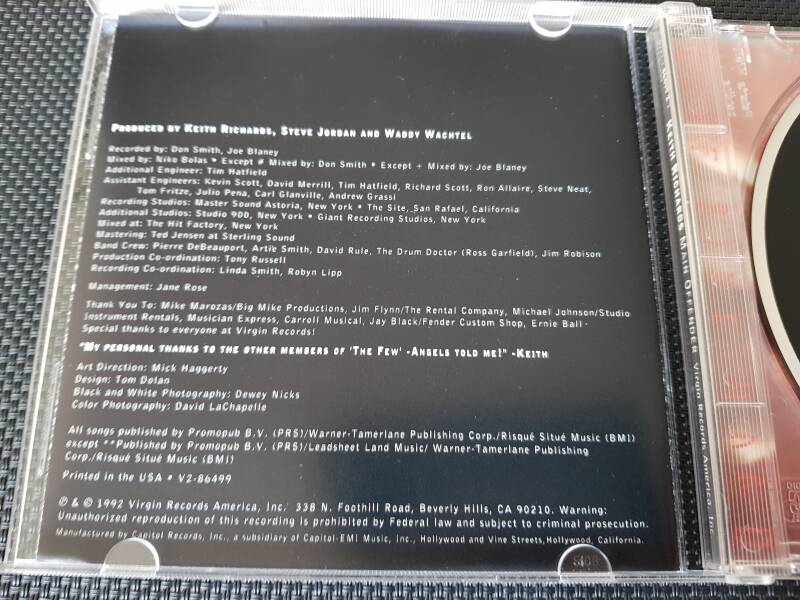 PRODUCED BY KEITH RICHARDS, STEVE JORDAN AND WADDY WACHTEL
Recorded by: Don Smith, Joe Blaney
Mixed by: Niko Bolas * Except # Mixed by: Don Smith * Except + Mixed by: Joe Blaney
Additional Engineer: Tim Hatfield
Assistant Engineers: Kevin Scott, David Merrill, Tim Hatfield, Richard Scott, Ron Allaire, Steve Neat,
Tom Fritze, Julio Pena, Carl Glanville, Andrew Grassi
Recording Studios: Master Sound Astoria, New York • The Site, San Rafael, California
Additional Studios: Studio 900, New York • Giant Recording Studios, New York
Mixed at: The Hit Factory, New York
Mastering: Ted Jensen at Sterling Sound
Band Crew: Pierre DeBeauport, Artie Smith, David Rule, The Drum Doctor (Ross Garfield), Jim Robison
Production Co-ordination: Tony Russell
Recording Co-ordination: Linda Smith, Robyn Lipp
Management: Jane Rose
Thank You To: Mike Marozas/Big Mike Productions, Jim Flynn/The Rental Company, Michael Johnson/Studio
Instrument Rentals, Musician Express, Carroll Musical, Jay Black/Fender Custom Shop, Ernie Ball-
Special thanks to everyone at Virgin Records!
"MY PERSONAL THANKS TO THE OTHER MEMBERS OF 'THE FEW' -ANGELS TOLD ME!" -KEITH
Art Direction: Mick Haggerty
Design: Tom Dolan
Black and White Photography: Dewey Nicks
Color Photography: David LaChapelle
All songs published by Promopub B.V. (PRS)/Warner-Tamerlane Publishing Corp./Risqué Situé Music (BMI)
except **Published by Promopub B.V. (PRS)/Leadsheet Land Music/ Warner-Tamerlane Publishing
Corp./Risqué Situé Music (BMI)
Printed in the USA • V2-86499
℗ & © 1992 Virgin Records America, Inc. 338 N. Foothill Road, Beverly Hills, CA 90210. Warning:
Unauthorized reproduction of this recording is prohibited by Federal law and subject to criminal prosecution.
Manufactured by Capitol Records, Inc., a subsidiary of Capitol-EMI Music, Inc., Hollywood and Vine Streets, Hollywood, California.
KEITH RICHARDS MAIN OFFENDER Virgin Records America, Inc.